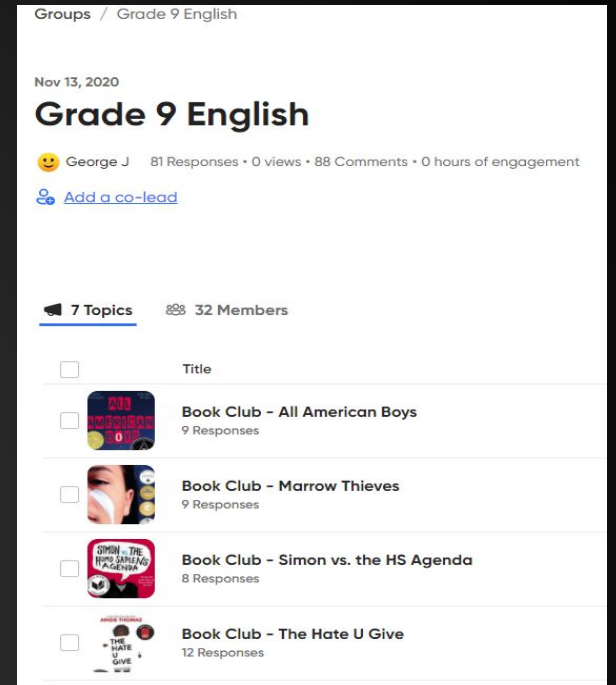 Groups / Grade 9 English
Nov 13, 2020
Grade 9 English
George J 81 Responses • 0 views • 88 Comments • 0 hours of engagement
Add a co-lead
7 Topics 32 Members
Title
ALL
AMERICAN
BOYS
Book Club - All American Boys
9 Responses
Book Club - Marrow Thieves
9 Responses
SIMON VS. THE
HOMO SAPIENS
AGENDA
Book Club - Simon vs. the HS Agenda
8 Responses
ANGIE THOMAS
THE
HATE
U
GIVE
Book Club - The Hate U Give
12 Responses